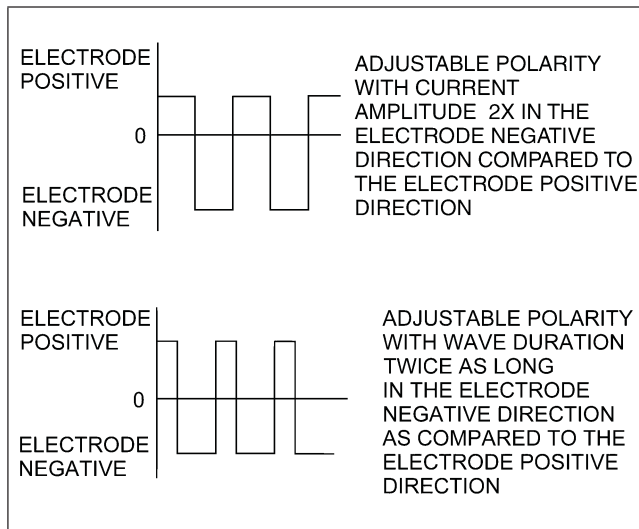 ELECTRODE
POSITIVE
0
ELECTRODE
NEGATIVE
ADJUSTABLE POLARITY
WITH CURRENT
AMPLITUDE 2X IN THE
ELECTRODE NEGATIVE
DIRECTION COMPARED TO
THE ELECTRODE POSITIVE
DIRECTION
ELECTRODE
POSITIVE
0
ELECTRODE
NEGATIVE
ADJUSTABLE POLARITY
WITH WAVE DURATION
TWICE AS LONG
IN THE ELECTRODE
NEGATIVE DIRECTION
AS COMPARED TO THE
ELECTRODE POSITIVE
DIRECTION